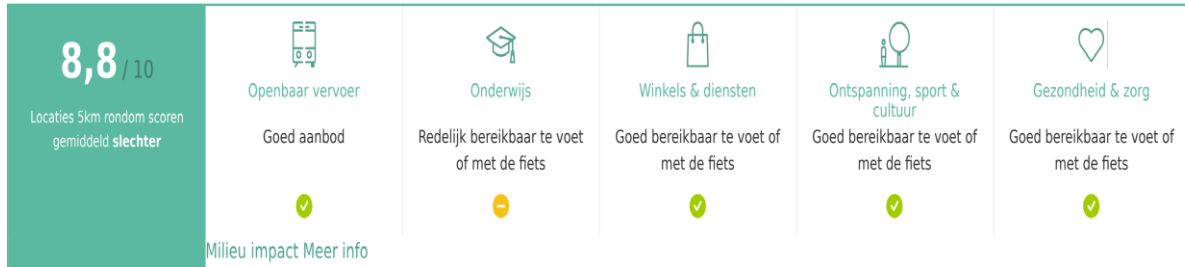 8,8 / 10
Locaties 5km rondom scoren
gemiddeld slechter
Openbaar vervoer
Goed aanbod
Onderwijs
Redelijk bereikbaar te voet
of met de fiets
Winkels & diensten
Goed bereikbaar te voet of
met de fiets
Ontspanning, sport &
cultuur
Goed bereikbaar te voet of
met de fiets
Gezondheid & zorg
Goed bereikbaar te voet of
met de fiets
Milieu impact Meer info